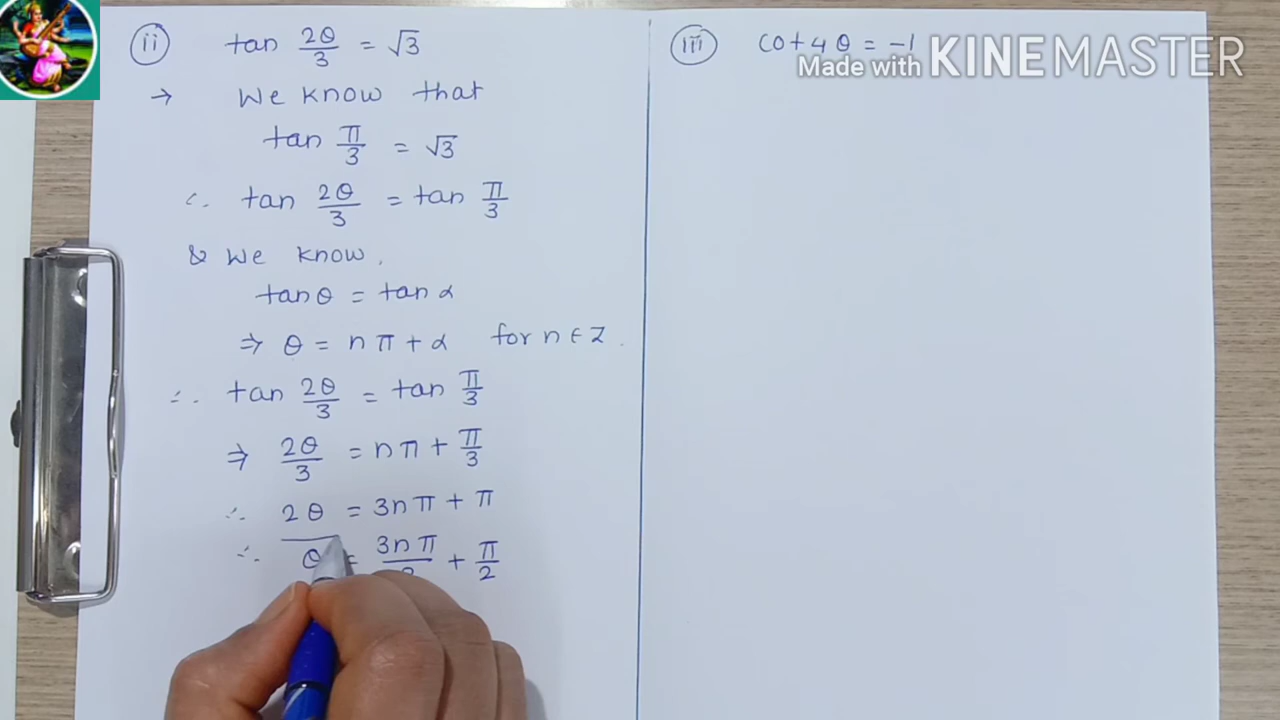 (ii) tan 2θ/3 = √3
→ We know that
tan π/3 = √3
∴ tan 2θ/3 = tan π/3
& We know,
tanθ = tanα
⇒ θ = nπ + α for n ∈ Z.
∴ tan 2θ/3 = tan π/3
⇒ 2θ/3 = nπ + π/3
∴ 2θ = 3nπ + π
∴ θ = 3nπ/2 + π/2
(iii) cot 4θ = -1
Made with KINEMASTER